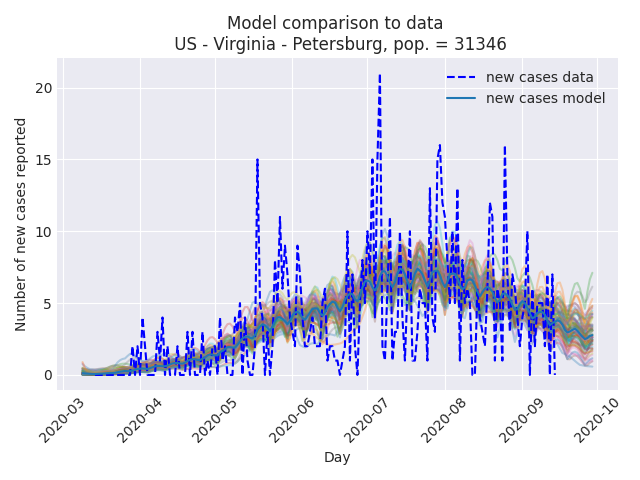 Model comparison to data
US - Virginia - Petersburg, pop. = 31346
new cases data
new cases model
Number of new cases reported
20
15
10
5
0
2020-03
2020-04
2020-05
2020-06
2020-07
2020-08
2020-09
2020-10
Day